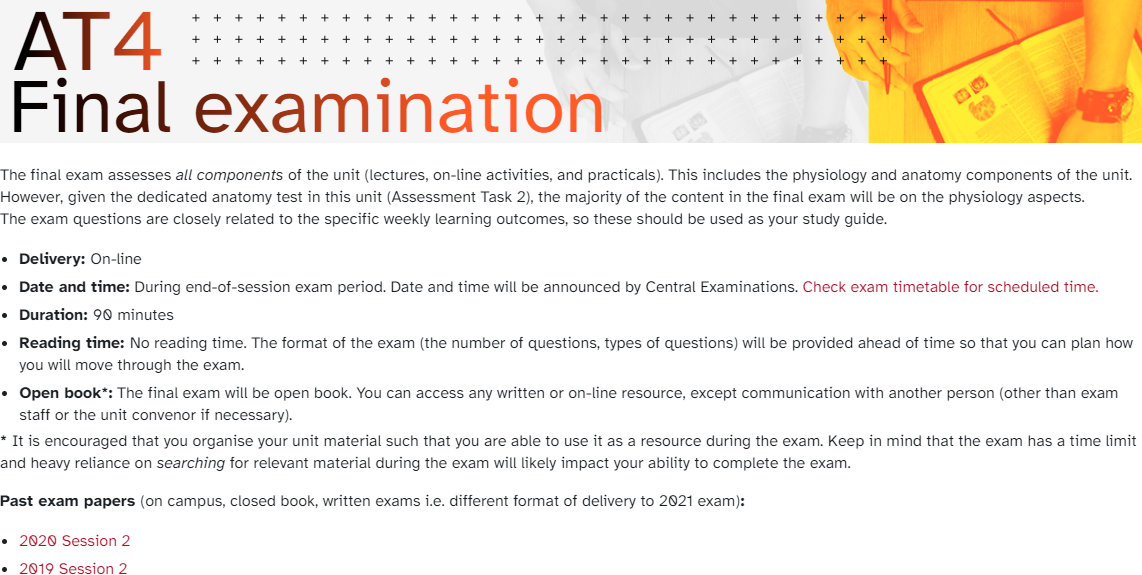 AT4
Final examination
The final exam assesses all components of the unit (lectures, on-line activities, and practicals). This includes the physiology and anatomy components of the unit.
However, given the dedicated anatomy test in this unit (Assessment Task 2), the majority of the content in the final exam will be on the physiology aspects.
The exam questions are closely related to the specific weekly learning outcomes, so these should be used as your study guide.
• Delivery: On-line
• Date and time: During end-of-session exam period. Date and time will be announced by Central Examinations. Check exam timetable for scheduled time.
• Duration: 90 minutes
• Reading time: No reading time. The format of the exam (the number of questions, types of questions) will be provided ahead of time so that you can plan how
you will move through the exam.
• Open book*: The final exam will be open book. You can access any written or on-line resource, except communication with another person (other than exam
staff or the unit convenor if necessary).
* It is encouraged that you organise your unit material such that you are able to use it as a resource during the exam. Keep in mind that the exam has a time limit
and heavy reliance on searching for relevant material during the exam will likely impact your ability to complete the exam.
Past exam papers (on campus, closed book, written exams i.e. different format of delivery to 2021 exam):
• 2020 Session 2
• 2019 Session 2